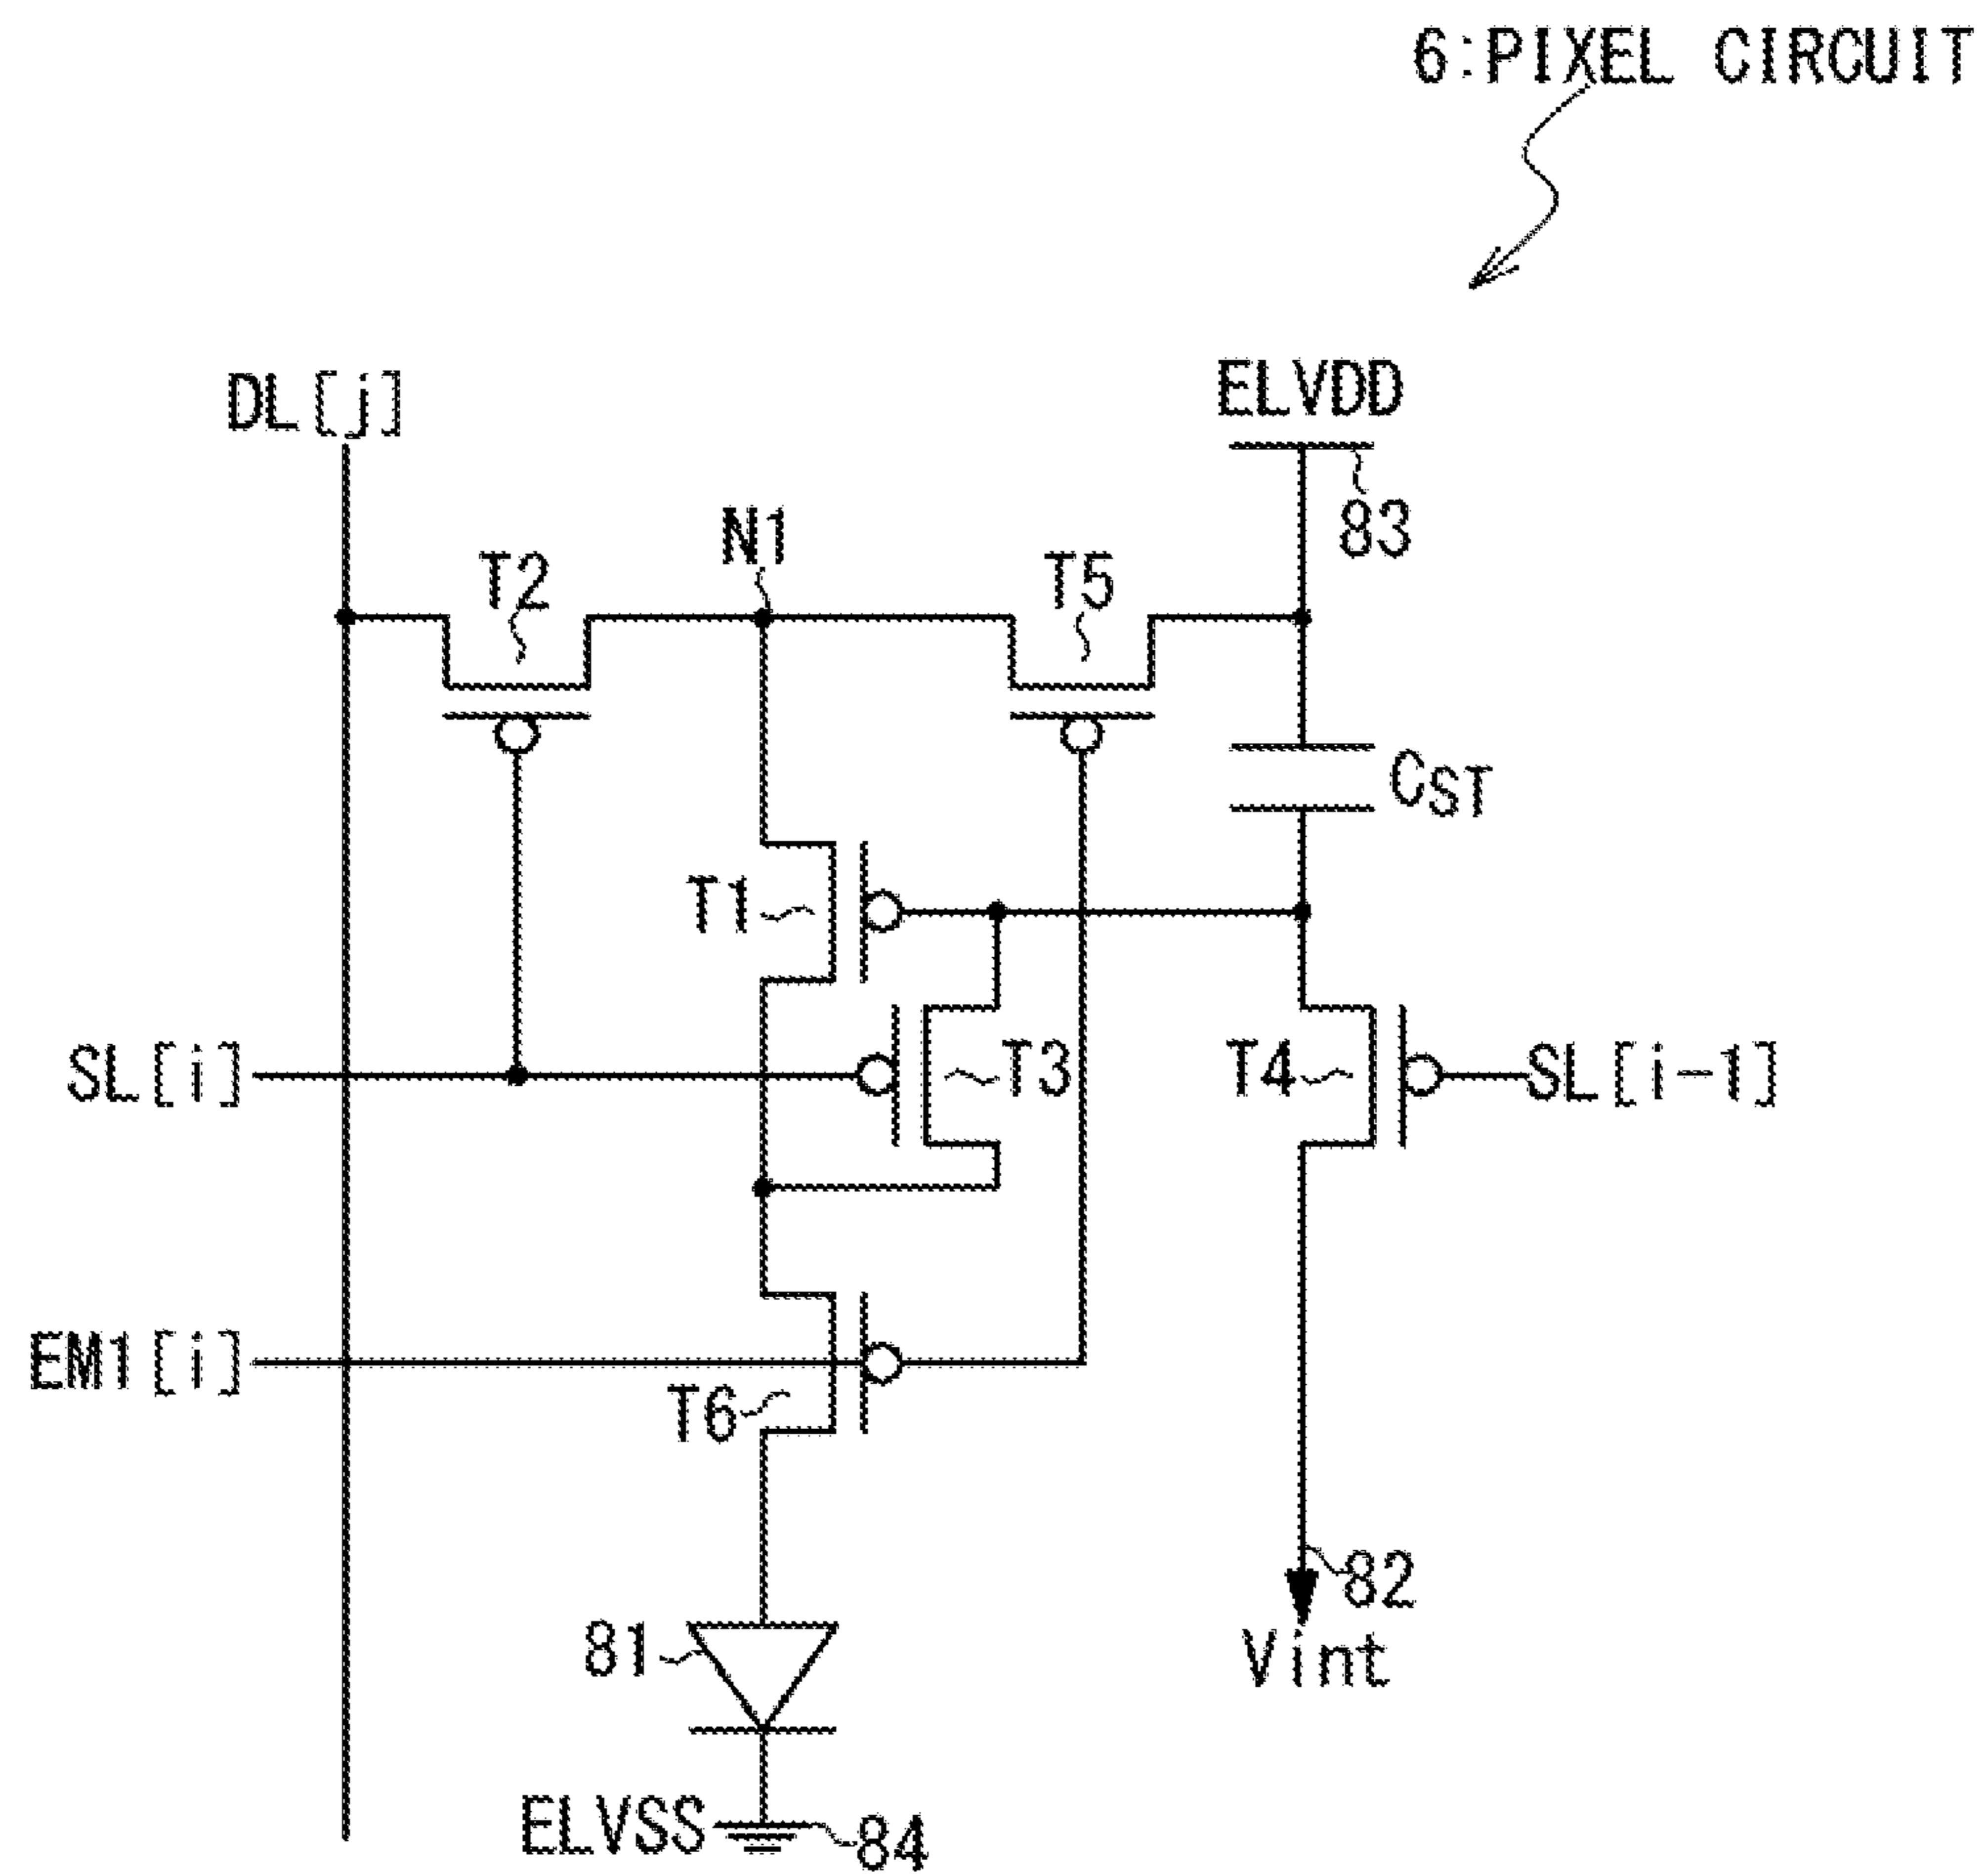 6:PIXEL CIRCUIT
DL[j]
ELVDD
83
N1
T2
T5
CST
T1
SL[i]
T3
T4
SL[i-1]
EM1[i]
T6
82
81
Vint
ELVSS
84